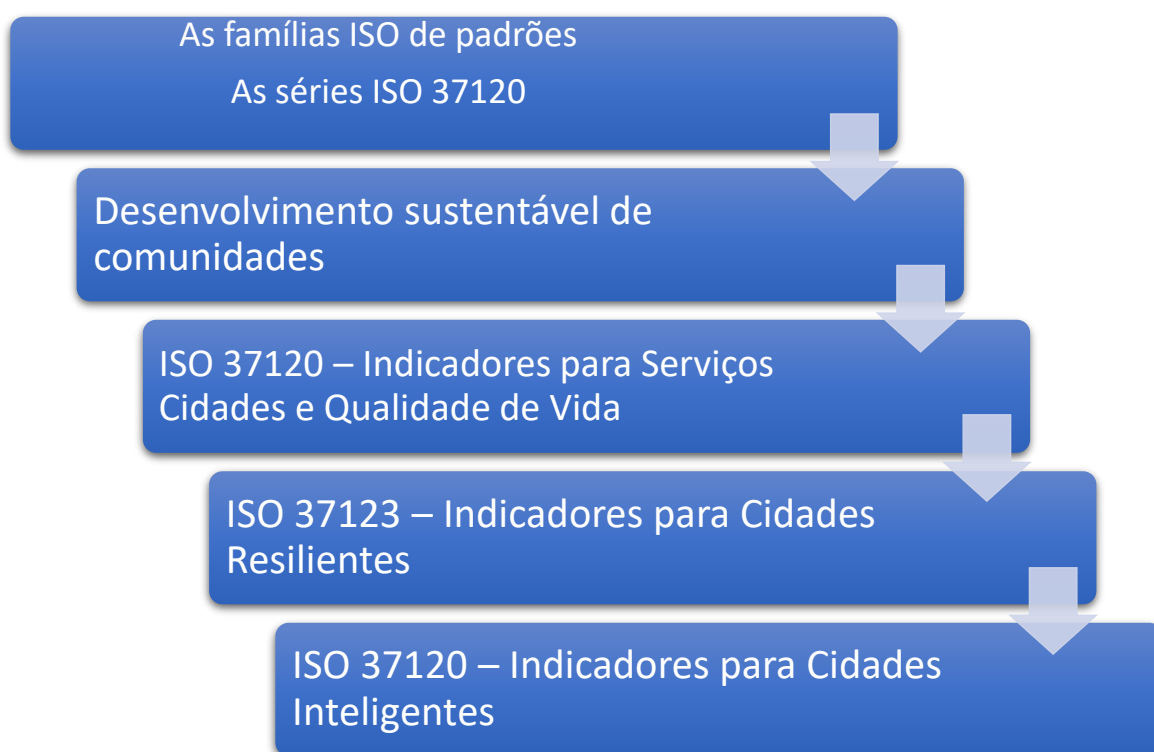 As famílias ISO de padrões
As séries ISO 37120
Desenvolvimento sustentável de
comunidades
ISO 37120 – Indicadores para Serviços
Cidades e Qualidade de Vida
ISO 37123 – Indicadores para Cidades
Resilientes
ISO 37120 – Indicadores para Cidades
Inteligentes